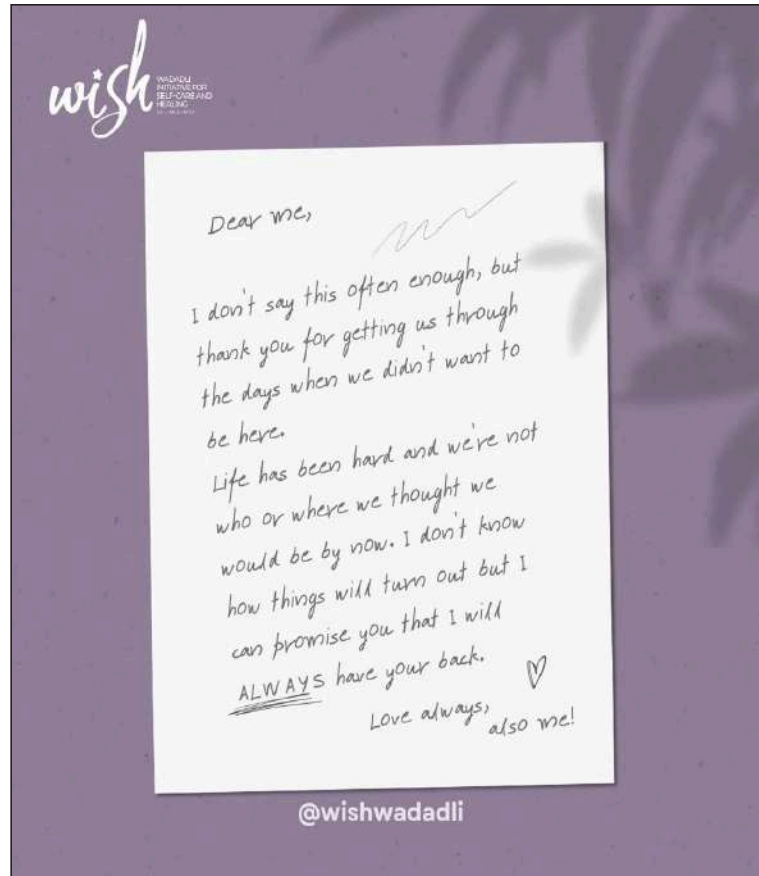 wish
WADADLI
INITIATIVE FOR
SELF-CARE AND
HEALING
Dear me,
I don't say this often enough, but
thank you for getting us through
the days when we didn't want to
be here.
Life has been hard and we're not
who or where we thought we
would be by now. I don't know
how things will turn out but I
can promise you that I will
ALWAYS have your back.
Love always,
also me!
@wishwadadli